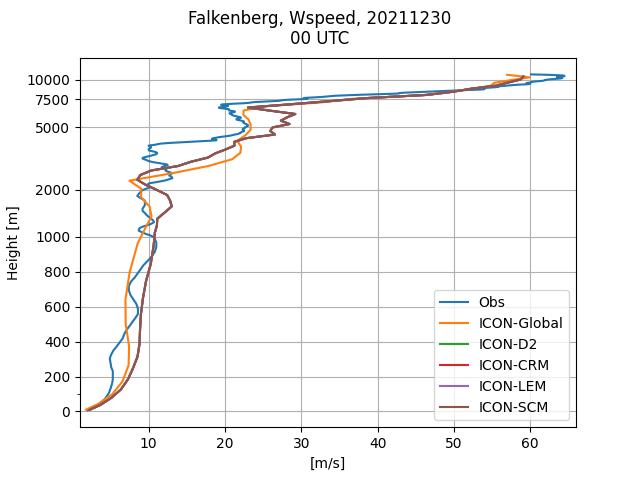 Falkenberg, Wspeed, 20211230
00 UTC
10000
7500
5000
2000
1000
800
600
400
200
0
Height [m]
10
20
30
40
50
60
[m/s]
Obs
ICON-Global
ICON-D2
ICON-CRM
ICON-LEM
ICON-SCM